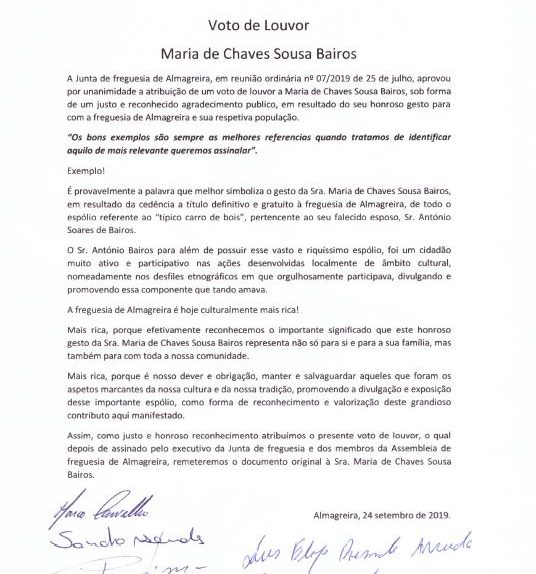 Voto de Louvor
Maria de Chaves Sousa Bairos
A Junta de freguesia de Almagreira, em reunião ordinária nº 07/2019 de 25 de julho, aprovou
por unanimidade a atribuição de um voto de louvor a Maria de Chaves Sousa Bairos, sob forma
de um justo e reconhecido agradecimento publico, em resultado do seu honroso gesto para
com a freguesia de Almagreira e sua respetiva população.
“Os bons exemplos são sempre as melhores referencias quando tratamos de identificar
aquilo de mais relevante queremos assinalar”.
Exemplo!
É provavelmente a palavra que melhor simboliza o gesto da Sra. Maria de Chaves Sousa Bairos,
em resultado da cedência a título definitivo e gratuito à freguesia de Almagreira, de todo o
espólio referente ao “típico carro de bois”, pertencente ao seu falecido esposo, Sr. António
Soares de Bairos.
O Sr. António Bairos para além de possuir esse vasto e riquíssimo espólio, foi um cidadão
muito ativo e participativo nas ações desenvolvidas localmente de âmbito cultural,
nomeadamente nos desfiles etnográficos em que orgulhosamente participava, divulgando e
promovendo essa componente que tando amava.
A freguesia de Almagreira é hoje culturalmente mais rica!
Mais rica, porque efetivamente reconhecemos o importante significado que este honroso
gesto da Sra. Maria de Chaves Sousa Bairos representa não só para si e para a sua família, mas
também para com toda a nossa comunidade.
Mais rica, porque é nosso dever e obrigação, manter e salvaguardar aqueles que foram os
aspetos marcantes da nossa cultura e da nossa tradição, promovendo a divulgação e exposição
desse importante espólio, como forma de reconhecimento e valorização deste grandioso
contributo aqui manifestado.
Assim, como justo e honroso reconhecimento atribuímos o presente voto de louvor, o qual
depois de assinado pelo executivo da Junta de freguesia e dos membros da Assembleia de
freguesia de Almagreira, remeteremos o documento original à Sra. Maria de Chaves Sousa
Bairos.
Almagreira, 24 setembro de 2019.
Carvalho
Sandra
Luis Filipe Arruda